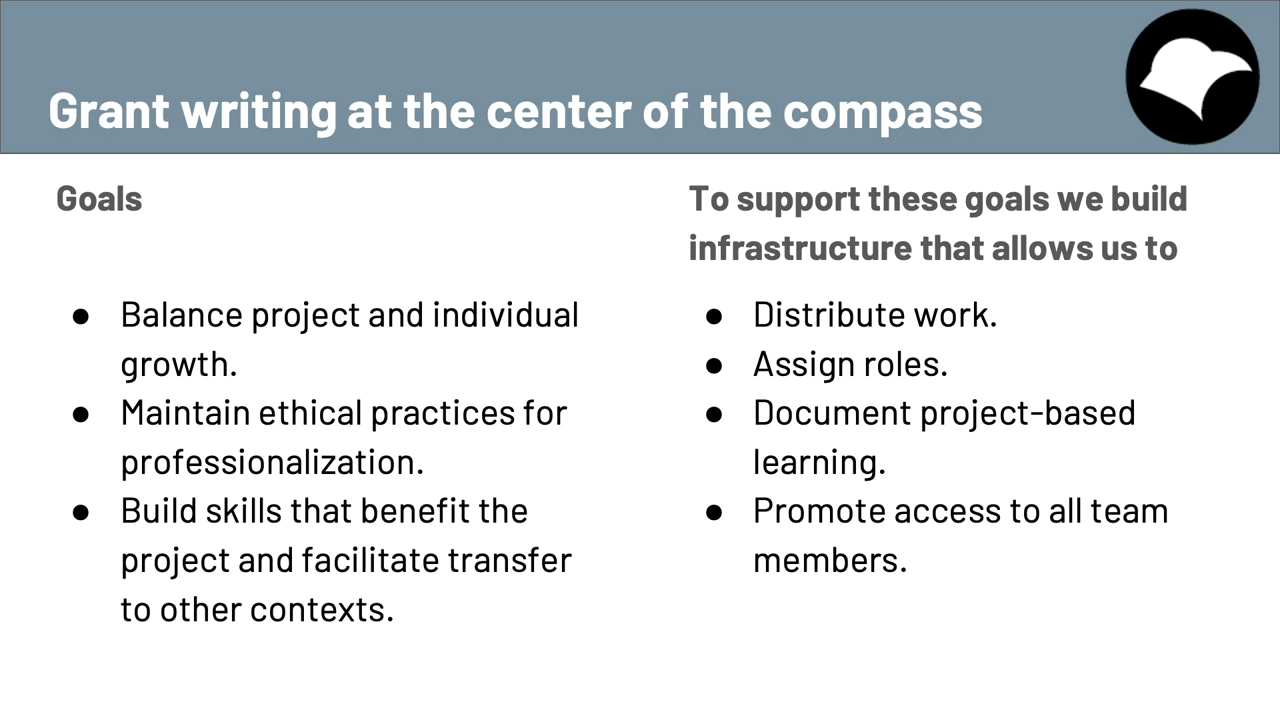 Grant writing at the center of the compass
Goals
● Balance project and individual
growth.
● Maintain ethical practices for
professionalization.
● Build skills that benefit the
project and facilitate transfer
to other contexts.
To support these goals we build
infrastructure that allows us to
● Distribute work.
● Assign roles.
● Document project-based
learning.
● Promote access to all team
members.